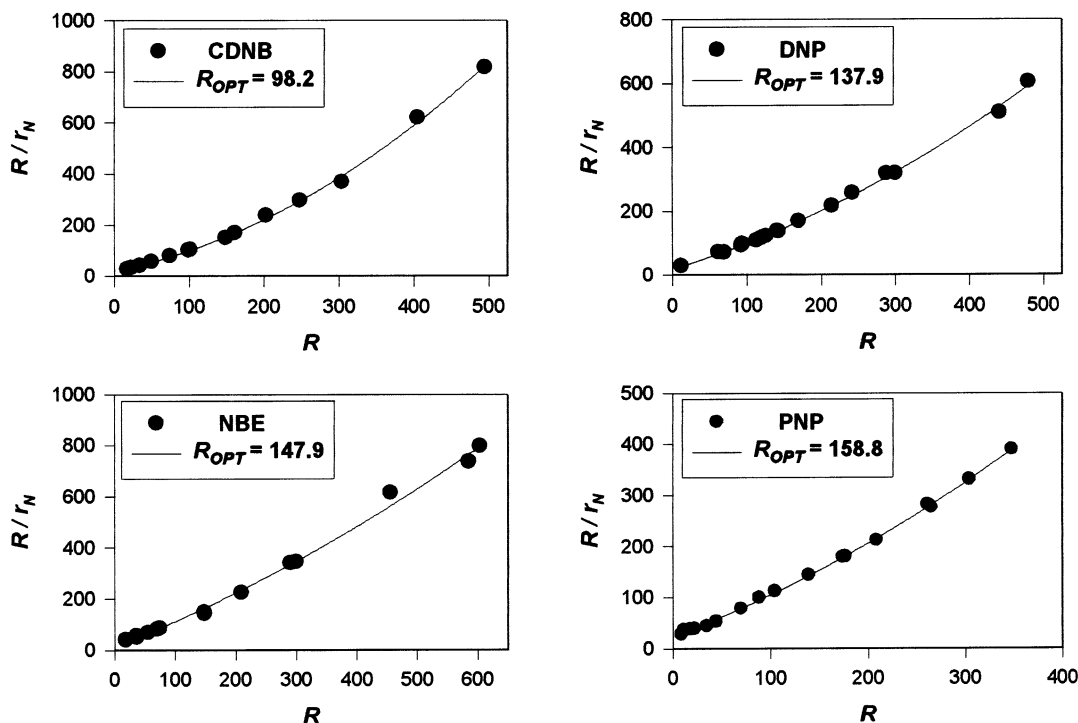 CDNB
R_OPT = 98.2
R / r_N
1000
800
600
400
200
0
0 100 200 300 400 500
R
DNP
R_OPT = 137.9
R / r_N
800
600
400
200
0
0 100 200 300 400 500
R
NBE
R_OPT = 147.9
R / r_N
1000
800
600
400
200
0
0 100 200 300 400 500 600
R
PNP
R_OPT = 158.8
R / r_N
500
400
300
200
100
0
0 100 200 300 400
R